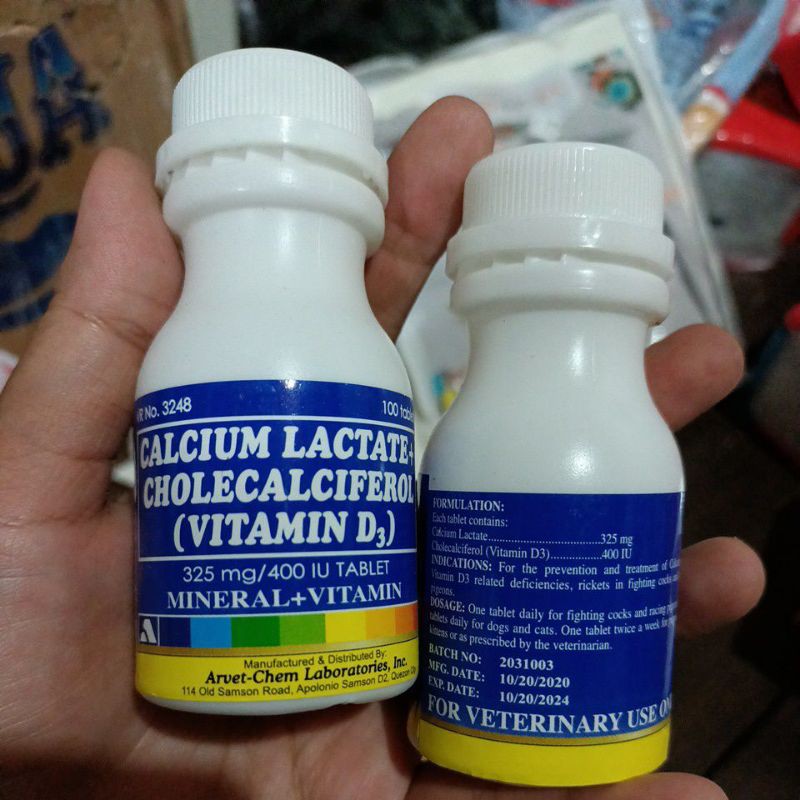 VR No. 3248
CALCIUM LACTATE+
CHOLECALCIFEROL
(VITAMIN D3)
325 mg/400 IU TABLET
MINERAL+VITAMIN
A
Manufactured & Distributed By:
Arvet-Chem Laboratories, Inc.
114 Old Samson Road, Apolonio Samson D2, Quezon City
FORMULATION:
Each tablet contains:
Calcium Lactate..............................325 mg
Cholecalciferol (Vitamin D3)..............400 IU
INDICATIONS: For the prevention and treatment of
Vitamin D3 related deficiencies, rickets in fighting cocks and
pigeons.
DOSAGE: One tablet daily for fighting cocks and racing
tablets daily for dogs and cats. One tablet twice a week for
kittens or as prescribed by the veterinarian.
BATCH NO: 2031003
MFG. DATE: 10/20/2020
EXP. DATE: 10/20/2024
FOR VETERINARY USE